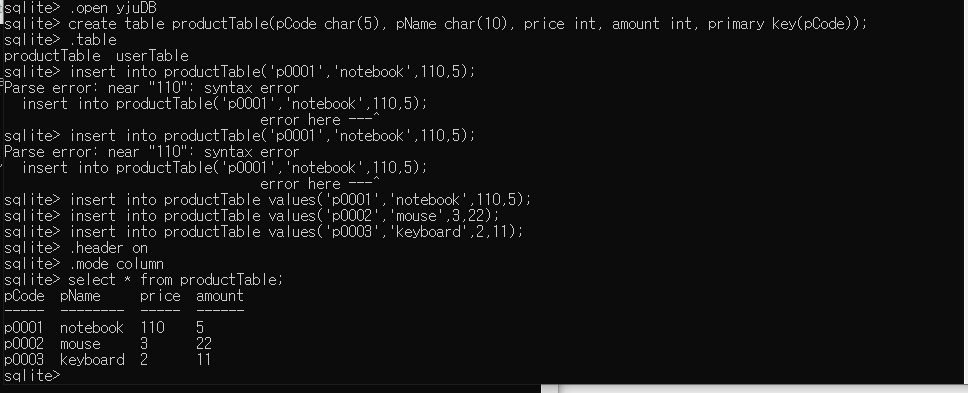 sqlite> .open yjuDB
sqlite> create table productTable(pCode char(5), pName char(10), price int, amount int, primary key(pCode));
sqlite> .table
productTable  userTable
sqlite> insert into productTable('p0001','notebook',110,5);
Parse error: near "110": syntax error
  insert into productTable('p0001','notebook',110,5);
                                error here ---^
sqlite> insert into productTable('p0001','notebook',110,5);
Parse error: near "110": syntax error
  insert into productTable('p0001','notebook',110,5);
                                error here ---^
sqlite> insert into productTable values('p0001','notebook',110,5);
sqlite> insert into productTable values('p0002','mouse',3,22);
sqlite> insert into productTable values('p0003','keyboard',2,11);
sqlite> .header on
sqlite> .mode column
sqlite> select * from productTable;
pCode  pName     price  amount
-----  --------  -----  ------
p0001  notebook  110    5
p0002  mouse     3      22
p0003  keyboard  2      11
sqlite>